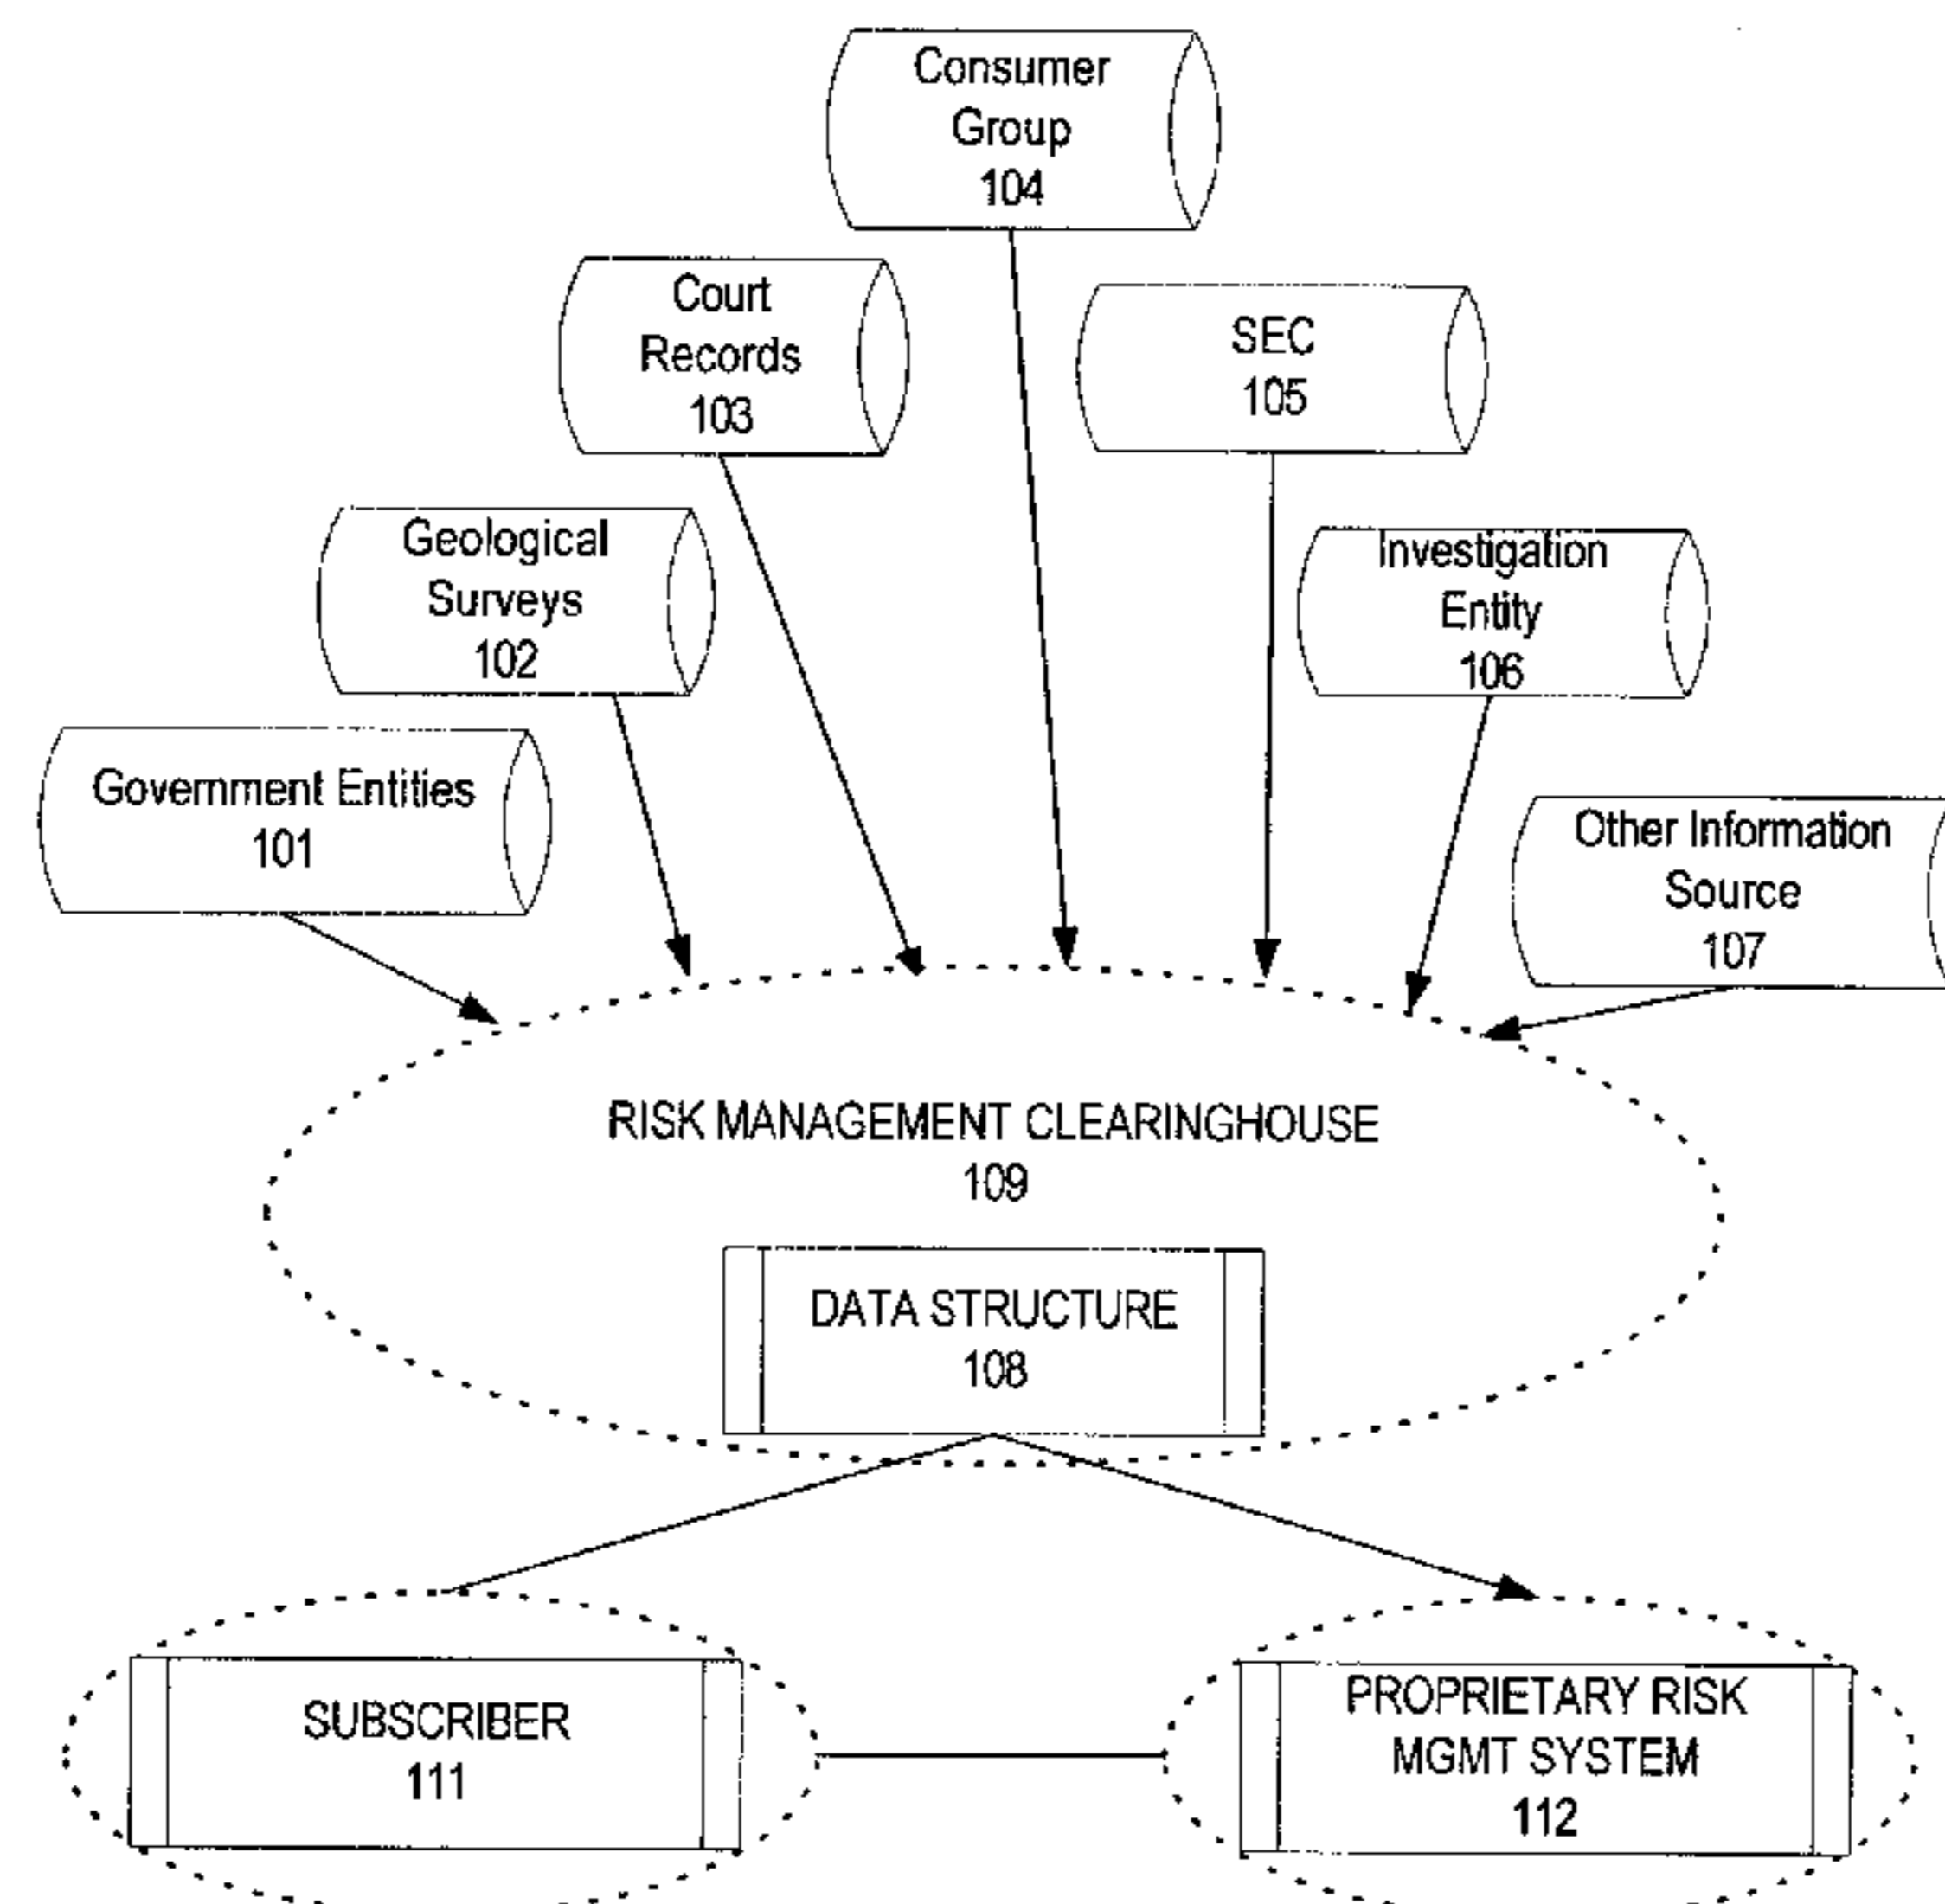 Consumer
Group
104
Court
Records
103
SEC
105
Geological
Surveys
102
Investigation
Entity
106
Government Entities
101
Other Information
Source
107
RISK MANAGEMENT CLEARINGHOUSE
109
DATA STRUCTURE
108
SUBSCRIBER
111
PROPRIETARY RISK
MGMT SYSTEM
112